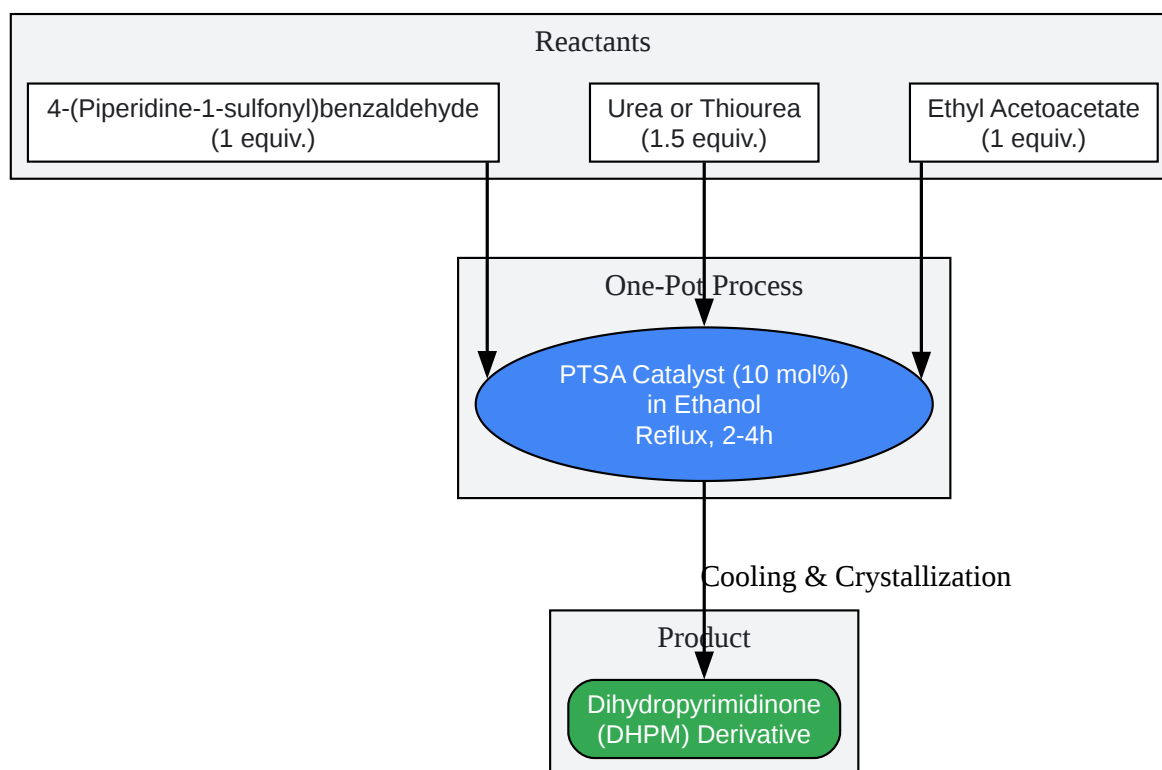 Reactants
4-(Piperidine-1-sulfonyl)benzaldehyde
(1 equiv.)
Urea or Thiourea
(1.5 equiv.)
Ethyl Acetoacetate
(1 equiv.)
One-Pot Process
PTSA Catalyst (10 mol%)
in Ethanol
Reflux, 2-4h
Cooling & Crystallization
Product
Dihydropyrimidinone
(DHPM) Derivative